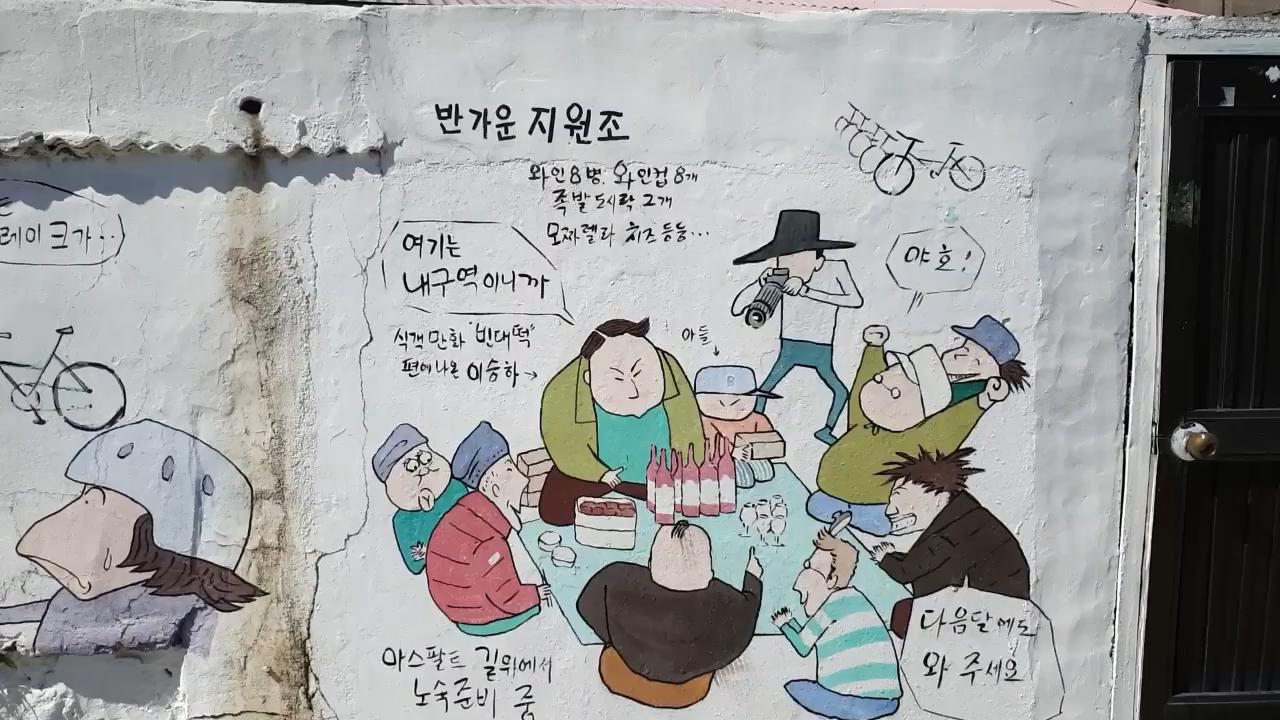 반가운 지원조
와인 8병, 와인컵 8개
족발 도시락 2개
모짜렐라 치즈 등등...
여기는
내구역이니까
야호!
레이크가...
식객 만화 "빈대떡"
편에 나온 이승하→
아들
B
다음달에도
와 주세요
아스팔트 길위에서
노숙준비 중